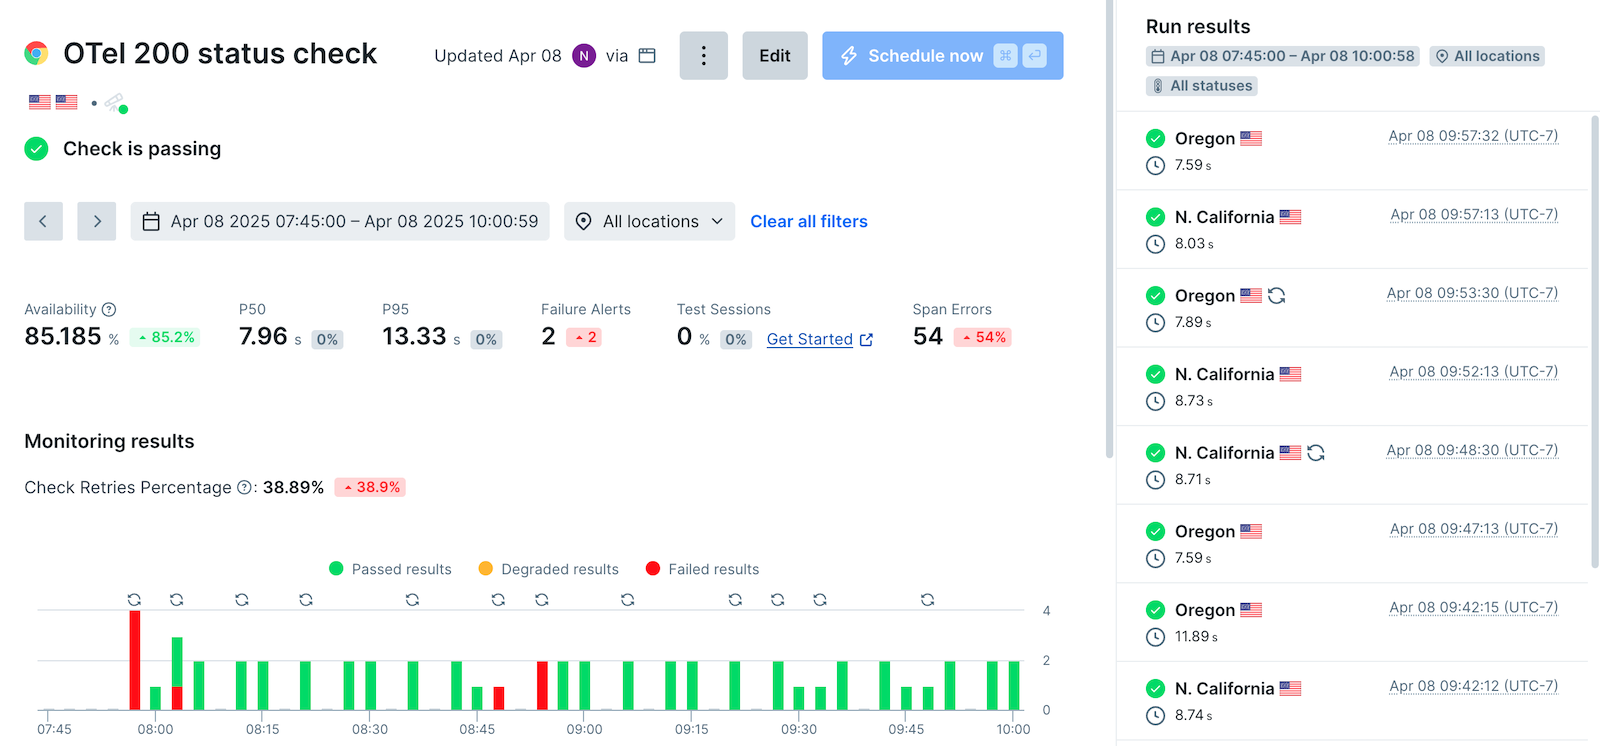 OTel 200 status check
Updated Apr 08 N via
Edit
Schedule now ⌘ ↵
Check is passing
Apr 08 2025 07:45:00 – Apr 08 2025 10:00:59
All locations
Clear all filters
Availability
85.185 % 85.2%
P50
7.96 s 0%
P95
13.33 s 0%
Failure Alerts
2 2
Test Sessions
0 % 0% Get Started
Span Errors
54 54%
Monitoring results
Check Retries Percentage : 38.89% 38.9%
Passed results Degraded results Failed results
4
2
0
07:45 08:00 08:15 08:30 08:45 09:00 09:15 09:30 09:45 10:00
Run results
Apr 08 07:45:00 – Apr 08 10:00:58 All locations
All statuses
Oregon Apr 08 09:57:32 (UTC-7)
7.59 s
N. California Apr 08 09:57:13 (UTC-7)
8.03 s
Oregon Apr 08 09:53:30 (UTC-7)
7.89 s
N. California Apr 08 09:52:13 (UTC-7)
8.73 s
N. California Apr 08 09:48:30 (UTC-7)
8.71 s
Oregon Apr 08 09:47:13 (UTC-7)
7.59 s
Oregon Apr 08 09:42:15 (UTC-7)
11.89 s
N. California Apr 08 09:42:12 (UTC-7)
8.74 s